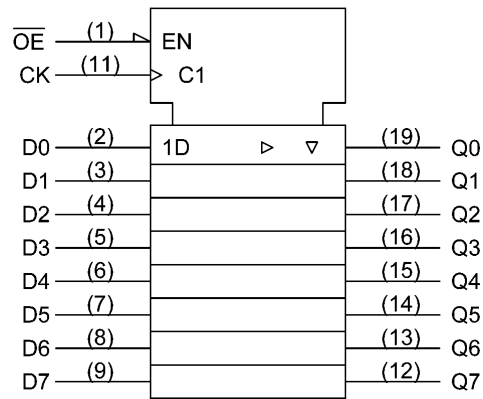 O̅E̅ (1) EN
CK (11) C1
D0 (2) 1D (19) Q0
D1 (3) (18) Q1
D2 (4) (17) Q2
D3 (5) (16) Q3
D4 (6) (15) Q4
D5 (7) (14) Q5
D6 (8) (13) Q6
D7 (9) (12) Q7